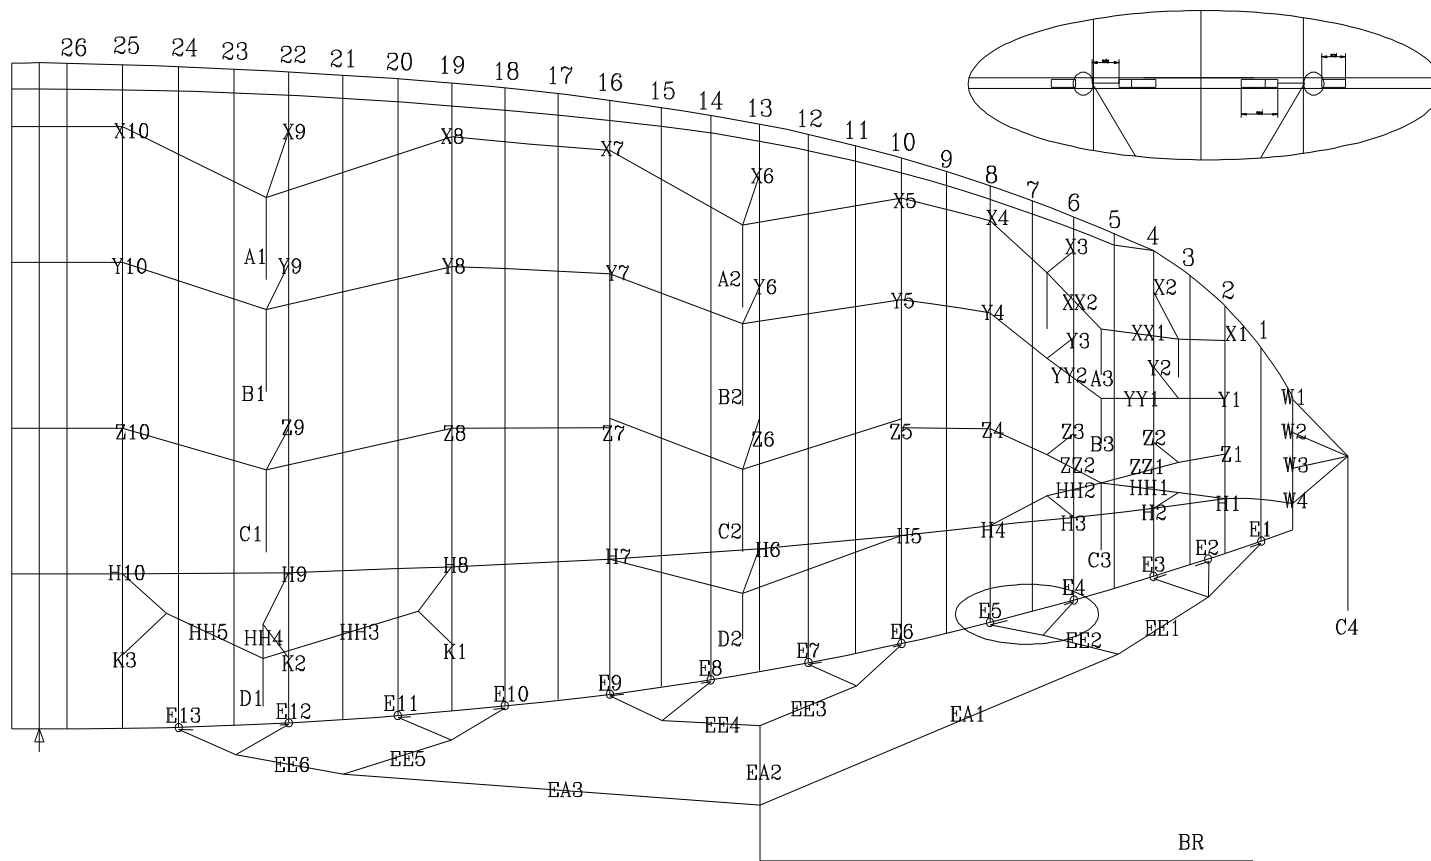 26 25 24 23 22 21 20 19 18 17 16 15 14 13 12 11 10 9 8 7 6 5 4 3 2 1
X10 X9 X8 X7 X6 X5 X4 X3 XX2 X2 XX1 X1
A1 A2 A3
Y10 Y9 Y8 Y7 Y6 Y5 Y4 Y3 YY2 Y2 YY1 Y1
B1 B2 B3
W1
W2
W3
W4
Z10 Z9 Z8 Z7 Z6 Z5 Z4 Z3 ZZ2 Z2 ZZ1 Z1
C1 C2 C3 C4
H10 H9 H8 H7 H6 H5 H4 HH2 H3 HH1 H2 H1
HH5 HH4 HH3
K3 K2 K1
D1 D2
E13 E12 E11 E10 E9 E8 E7 E6 E5 E4 E3 E2 E1
EE6 EE5 EE4 EE3 EE2 EE1
EA3 EA2 EA1
BR